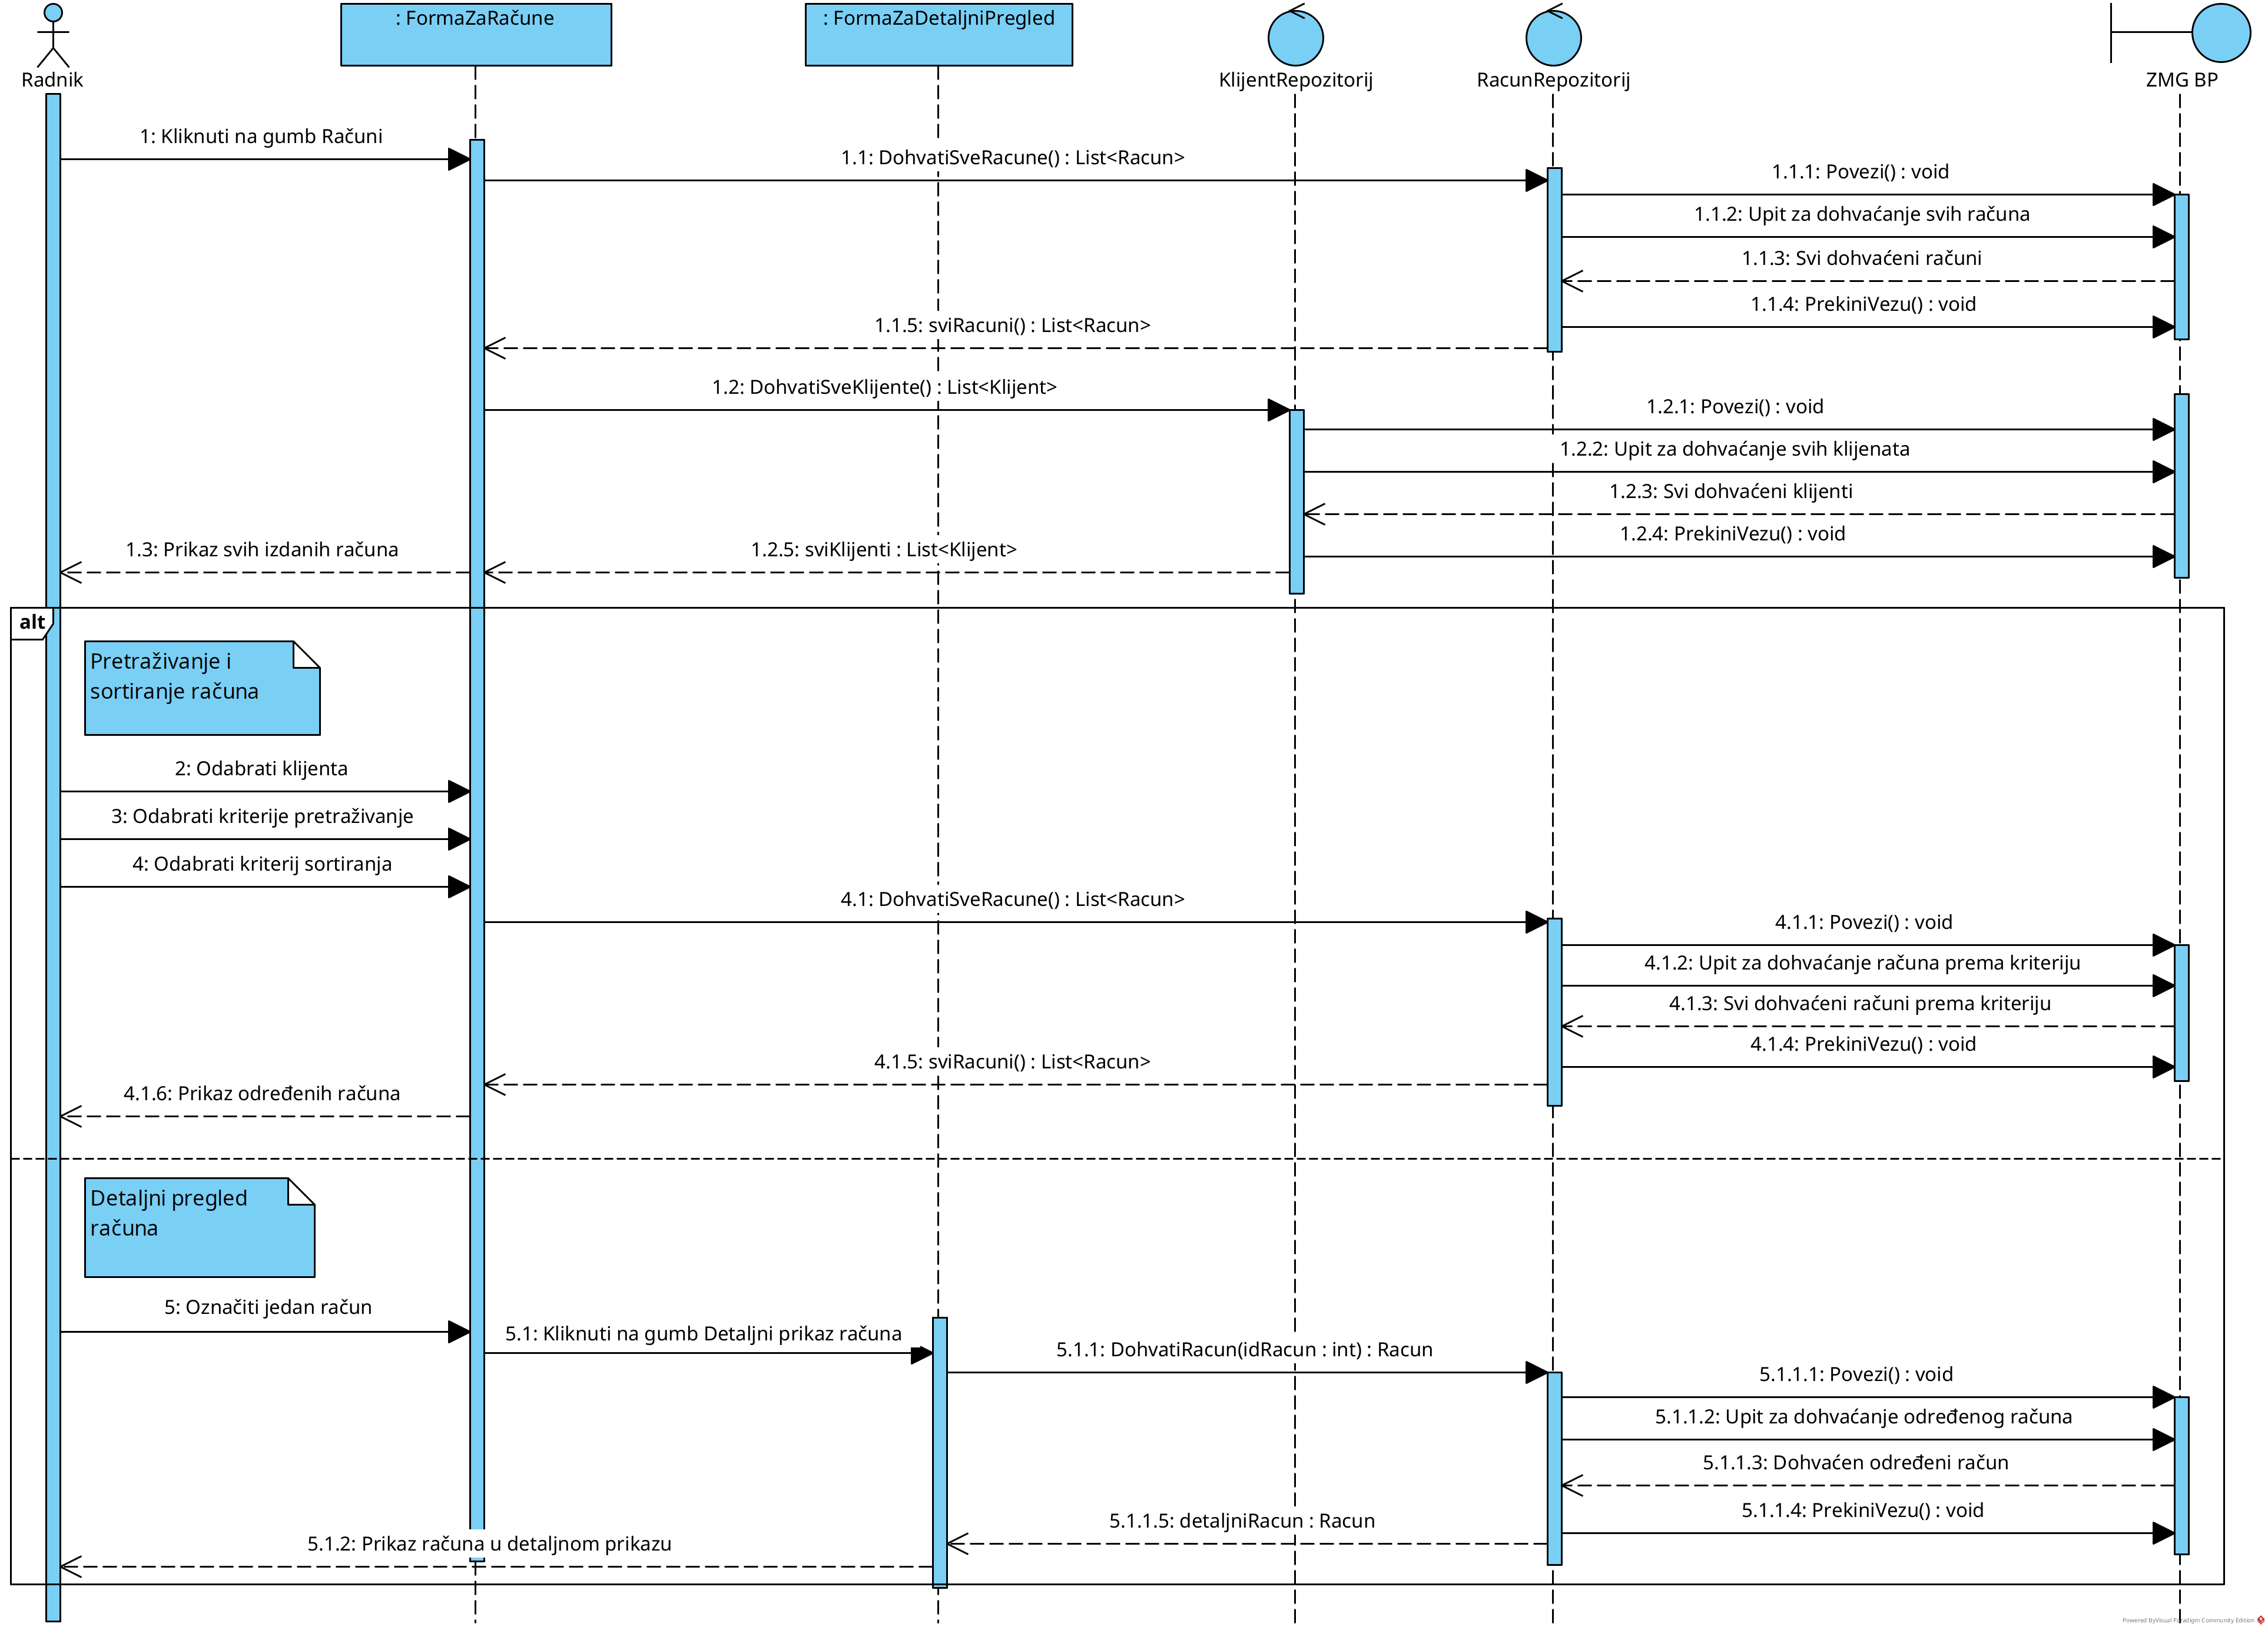 Radnik
: FormaZaRačune
: FormaZaDetaljniPregled
KlijentRepozitorij
RacunRepozitorij
ZMG BP
1: Kliknuti na gumb Računi
1.1: DohvatiSveRacune() : List<Racun>
1.1.1: Povezi() : void
1.1.2: Upit za dohvaćanje svih računa
1.1.3: Svi dohvaćeni računi
1.1.4: PrekiniVezu() : void
1.1.5: sviRacuni() : List<Racun>
1.2: DohvatiSveKlijente() : List<Klijent>
1.2.1: Povezi() : void
1.2.2: Upit za dohvaćanje svih klijenata
1.2.3: Svi dohvaćeni klijenti
1.2.4: PrekiniVezu() : void
1.2.5: sviKlijenti : List<Klijent>
1.3: Prikaz svih izdanih računa
alt
Pretraživanje i
sortiranje računa
2: Odabrati klijenta
3: Odabrati kriterije pretraživanje
4: Odabrati kriterij sortiranja
4.1: DohvatiSveRacune() : List<Racun>
4.1.1: Povezi() : void
4.1.2: Upit za dohvaćanje računa prema kriteriju
4.1.3: Svi dohvaćeni računi prema kriteriju
4.1.4: PrekiniVezu() : void
4.1.5: sviRacuni() : List<Racun>
4.1.6: Prikaz određenih računa
Detaljni pregled
računa
5: Označiti jedan račun
5.1: Kliknuti na gumb Detaljni prikaz računa
5.1.1: DohvatiRacun(idRacun : int) : Racun
5.1.1.1: Povezi() : void
5.1.1.2: Upit za dohvaćanje određenog računa
5.1.1.3: Dohvaćen određeni račun
5.1.1.4: PrekiniVezu() : void
5.1.1.5: detaljniRacun : Racun
5.1.2: Prikaz računa u detaljnom prikazu
Powered ByVisual Paradigm Community Edition